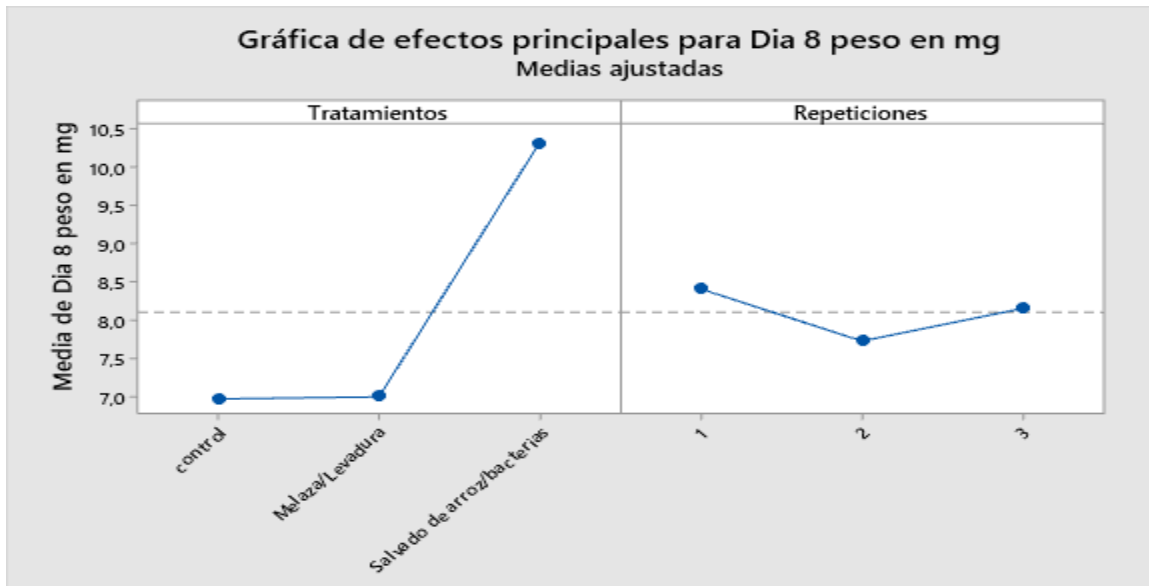 Gráfica de efectos principales para Dia 8 peso en mg
Medias ajustadas
Tratamientos
Repeticiones
Media de Dia 8 peso en mg
10,5
10,0
9,5
9,0
8,5
8,0
7,5
7,0
control
Melaza/Levadura
Salvado de arroz/bacterias
1
2
3